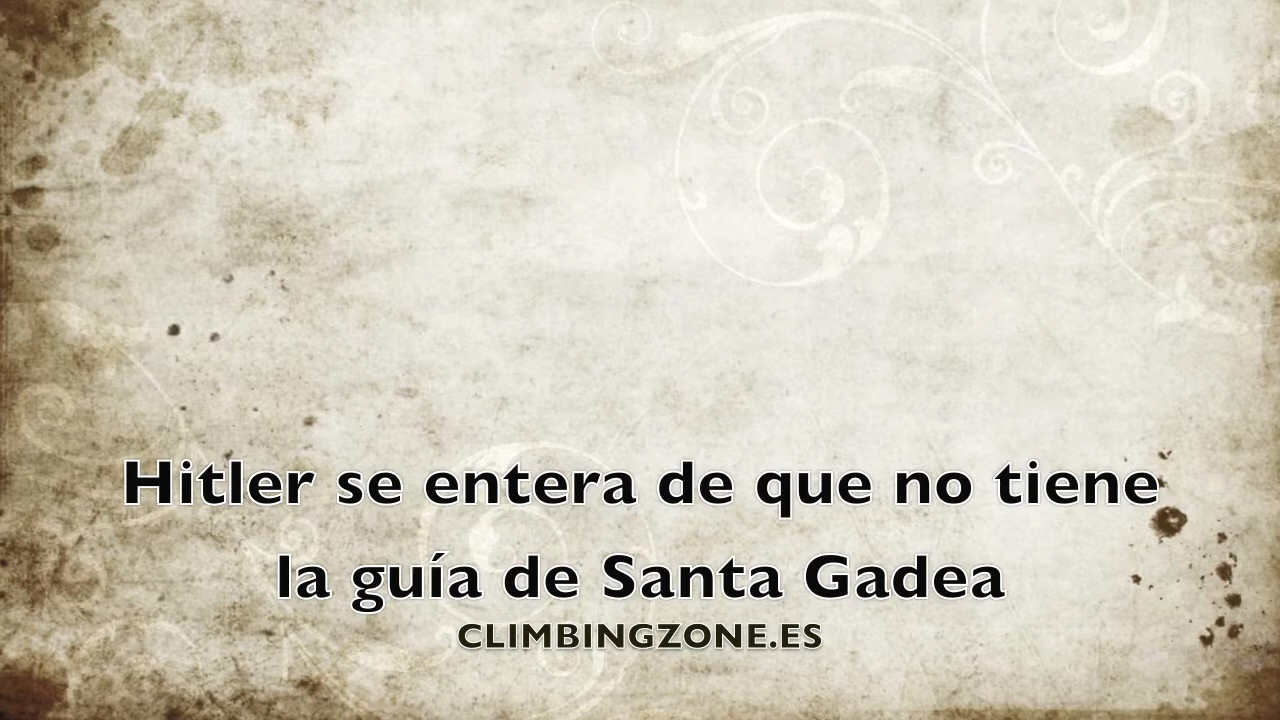 Hitler se entera de que no tiene
la guía de Santa Gadea
CLIMBINGZONE.ES